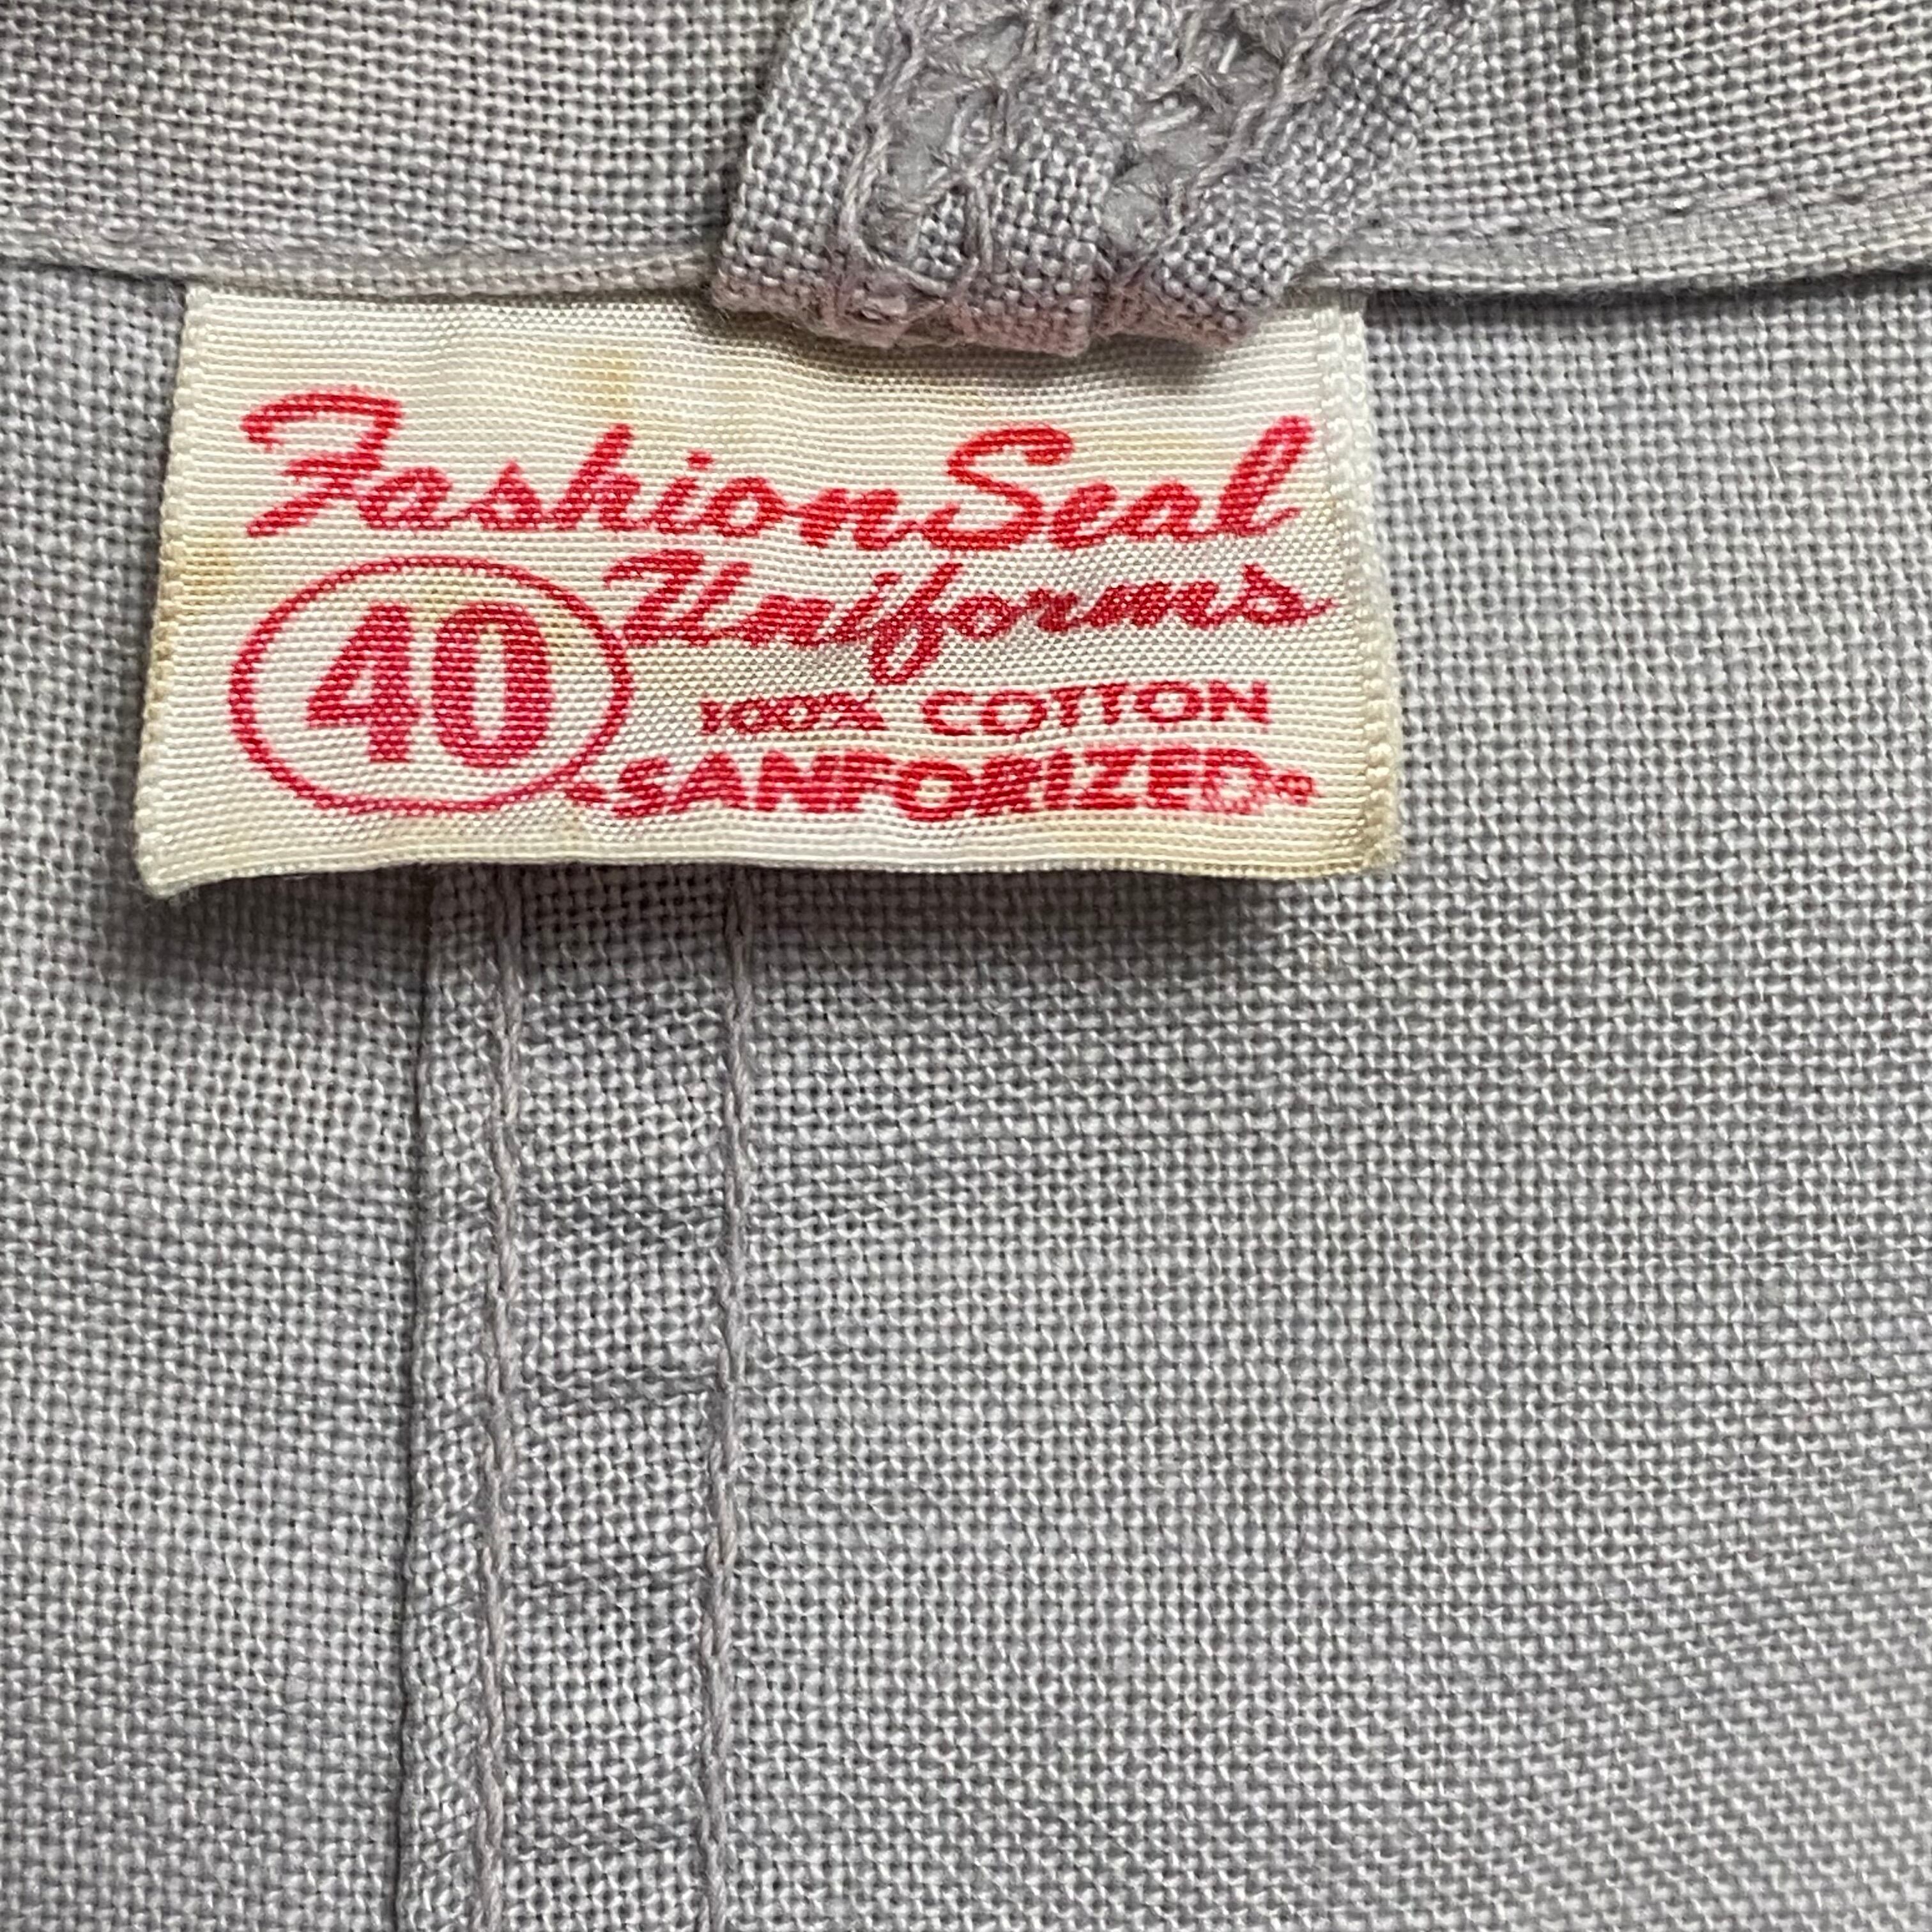 Fashion Seal
Uniforms
40
100% COTTON
SANFORIZED®